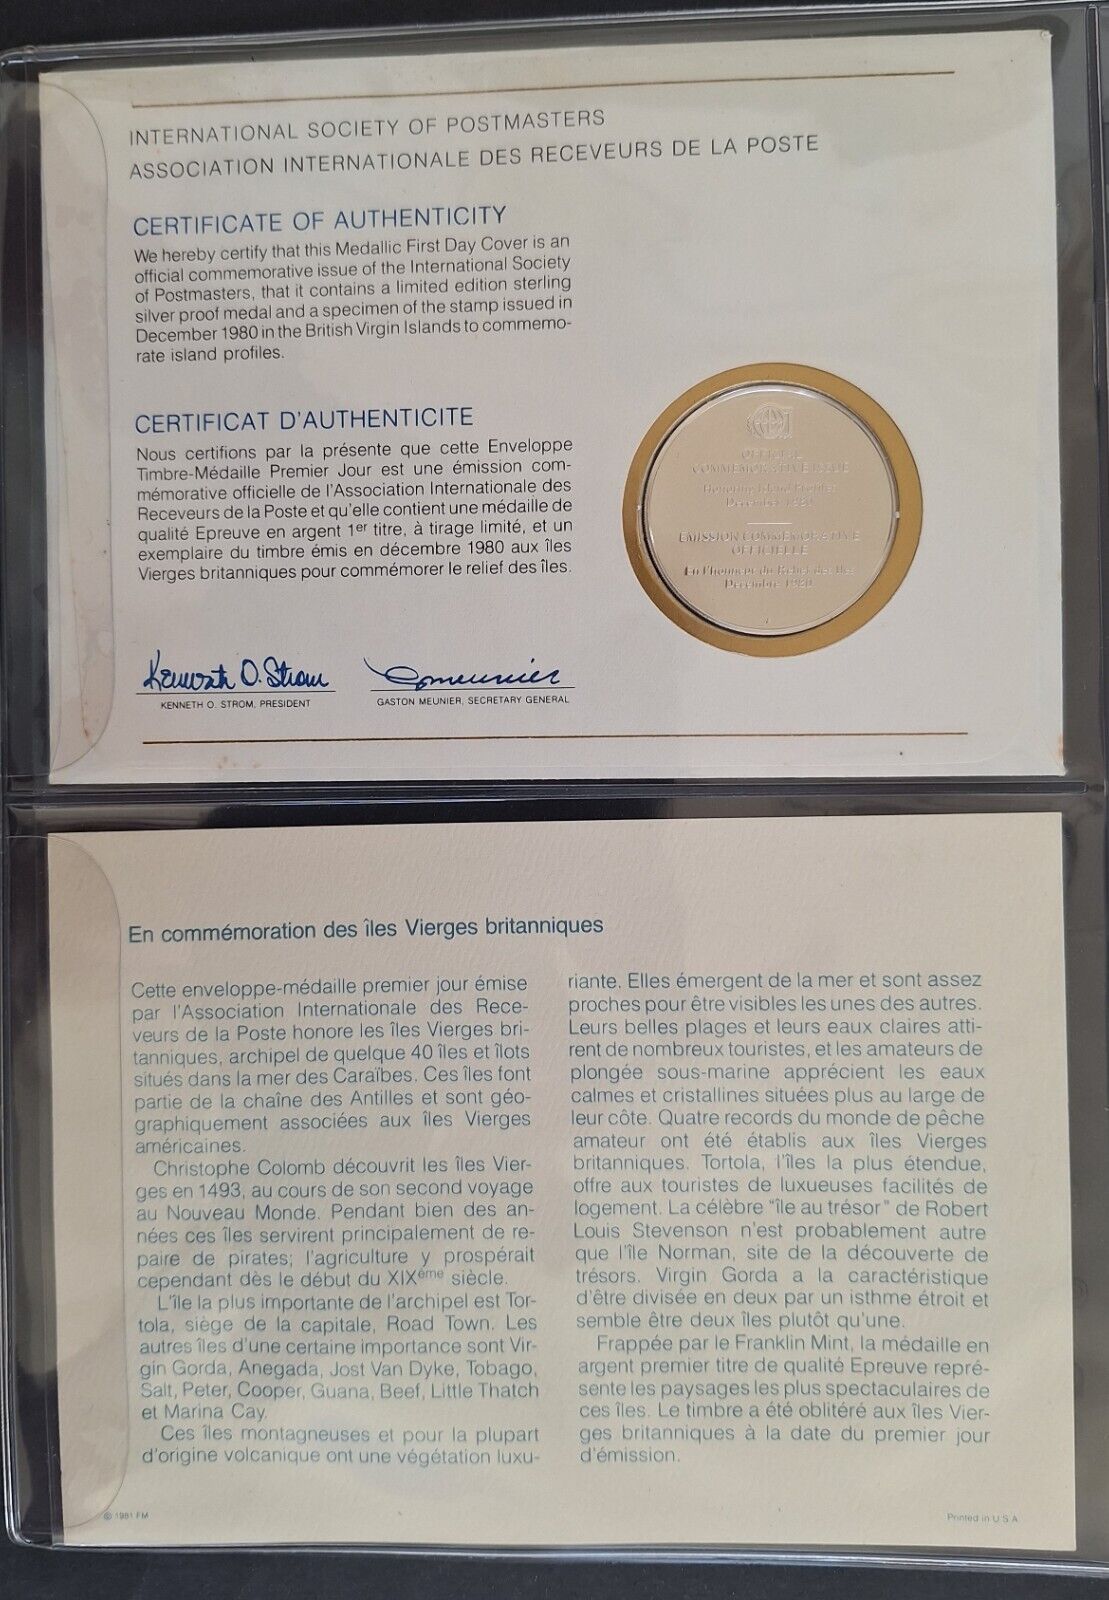 INTERNATIONAL SOCIETY OF POSTMASTERS
ASSOCIATION INTERNATIONALE DES RECEVEURS DE LA POSTE
CERTIFICATE OF AUTHENTICITY
We hereby certify that this Medallic First Day Cover is an
official commemorative issue of the International Society
of Postmasters, that it contains a limited edition sterling
silver proof medal and a specimen of the stamp issued in
December 1980 in the British Virgin Islands to commemo-
rate island profiles.
CERTIFICAT D'AUTHENTICITE
Nous certifions par la présente que cette Enveloppe
Timbre-Médaille Premier Jour est une émission com-
mémorative officielle de l'Association Internationale des
Receveurs de la Poste et qu'elle contient une médaille de
qualité Epreuve en argent 1er titre, à tirage limité, et un
exemplaire du timbre émis en décembre 1980 aux îles
Vierges britanniques pour commémorer le relief des îles.
OFFICIAL
COMMEMORATIVE ISSUE
Honoring Island Profiles
December 1980
EMISSION COMMEMORATIVE
OFFICIELLE
En l'honneur du Relief des Iles
Decembre 1980
Kenneth O. Strom
KENNETH O. STROM, PRESIDENT
GMeunier
GASTON MEUNIER, SECRETARY GENERAL
En commémoration des îles Vierges britanniques
Cette enveloppe-médaille premier jour émise
par l'Association Internationale des Rece-
veurs de la Poste honore les îles Vierges bri-
tanniques, archipel de quelque 40 îles et îlots
situés dans la mer des Caraïbes. Ces îles font
partie de la chaîne des Antilles et sont géo-
graphiquement associées aux îles Vierges
américaines.
Christophe Colomb découvrit les îles Vier-
ges en 1493, au cours de son second voyage
au Nouveau Monde. Pendant bien des an-
nées ces îles servirent principalement de re-
paire de pirates; l'agriculture y prospérait
cependant dès le début du XIXème siècle.
L'île la plus importante de l'archipel est Tor-
tola, siège de la capitale, Road Town. Les
autres îles d'une certaine importance sont Vir-
gin Gorda, Anegada, Jost Van Dyke, Tobago,
Salt, Peter, Cooper, Guana, Beef, Little Thatch
et Marina Cay.
Ces îles montagneuses et pour la plupart
d'origine volcanique ont une végétation luxu-
riante. Elles émergent de la mer et sont assez
proches pour être visibles les unes des autres.
Leurs belles plages et leurs eaux claires atti-
rent de nombreux touristes, et les amateurs de
plongée sous-marine apprécient les eaux
calmes et cristallines situées plus au large de
leur côte. Quatre records du monde de pêche
amateur ont été établis aux îles Vierges
britanniques. Tortola, l'îles la plus étendue,
offre aux touristes de luxueuses facilités de
logement. La célèbre "île au trésor" de Robert
Louis Stevenson n'est probablement autre
que l'île Norman, site de la découverte de
trésors. Virgin Gorda a la caractéristique
d'être divisée en deux par un isthme étroit et
semble être deux îles plutôt qu'une.
Frappée par le Franklin Mint, la médaille en
argent premier titre de qualité Epreuve repré-
sente les paysages les plus spectaculaires de
ces îles. Le timbre a été oblitéré aux îles Vier-
ges britanniques à la date du premier jour
d'émission.
© 1981 FM
Printed in U S A